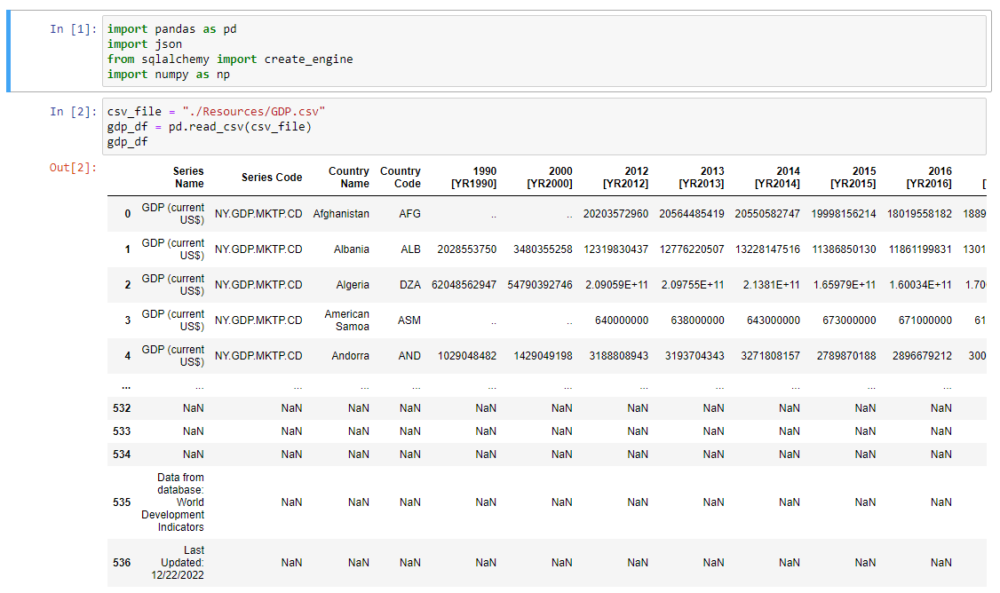 In [1]: import pandas as pd
import json
from sqlalchemy import create_engine
import numpy as np
In [2]: csv_file = "./Resources/GDP.csv"
gdp_df = pd.read_csv(csv_file)
gdp_df
Out[2]:
Series Name Series Code Country Name Country Code 1990 [YR1990] 2000 [YR2000] 2012 [YR2012] 2013 [YR2013] 2014 [YR2014] 2015 [YR2015] 2016 [YR2016] [
0 GDP (current US$) NY.GDP.MKTP.CD Afghanistan AFG .. .. 20203572960 20564485419 20550582747 19998156214 18019558182 1889
1 GDP (current US$) NY.GDP.MKTP.CD Albania ALB 2028553750 3480355258 12319830437 12776220507 13228147516 11386850130 11861199831 1301
2 GDP (current US$) NY.GDP.MKTP.CD Algeria DZA 62048562947 54790392746 2.09059E+11 2.09755E+11 2.1381E+11 1.65979E+11 1.60034E+11 1.70
3 GDP (current US$) NY.GDP.MKTP.CD American Samoa ASM .. .. 640000000 638000000 643000000 673000000 671000000 61
4 GDP (current US$) NY.GDP.MKTP.CD Andorra AND 1029048482 1429049198 3188808943 3193704343 3271808157 2789870188 2896679212 300
... ... ... ... ... ... ... ... ... ... ... ...
532 NaN NaN NaN NaN NaN NaN NaN NaN NaN NaN NaN
533 NaN NaN NaN NaN NaN NaN NaN NaN NaN NaN NaN
534 NaN NaN NaN NaN NaN NaN NaN NaN NaN NaN NaN
535 Data from database: World Development Indicators NaN NaN NaN NaN NaN NaN NaN NaN NaN NaN
536 Last Updated: 12/22/2022 NaN NaN NaN NaN NaN NaN NaN NaN NaN NaN